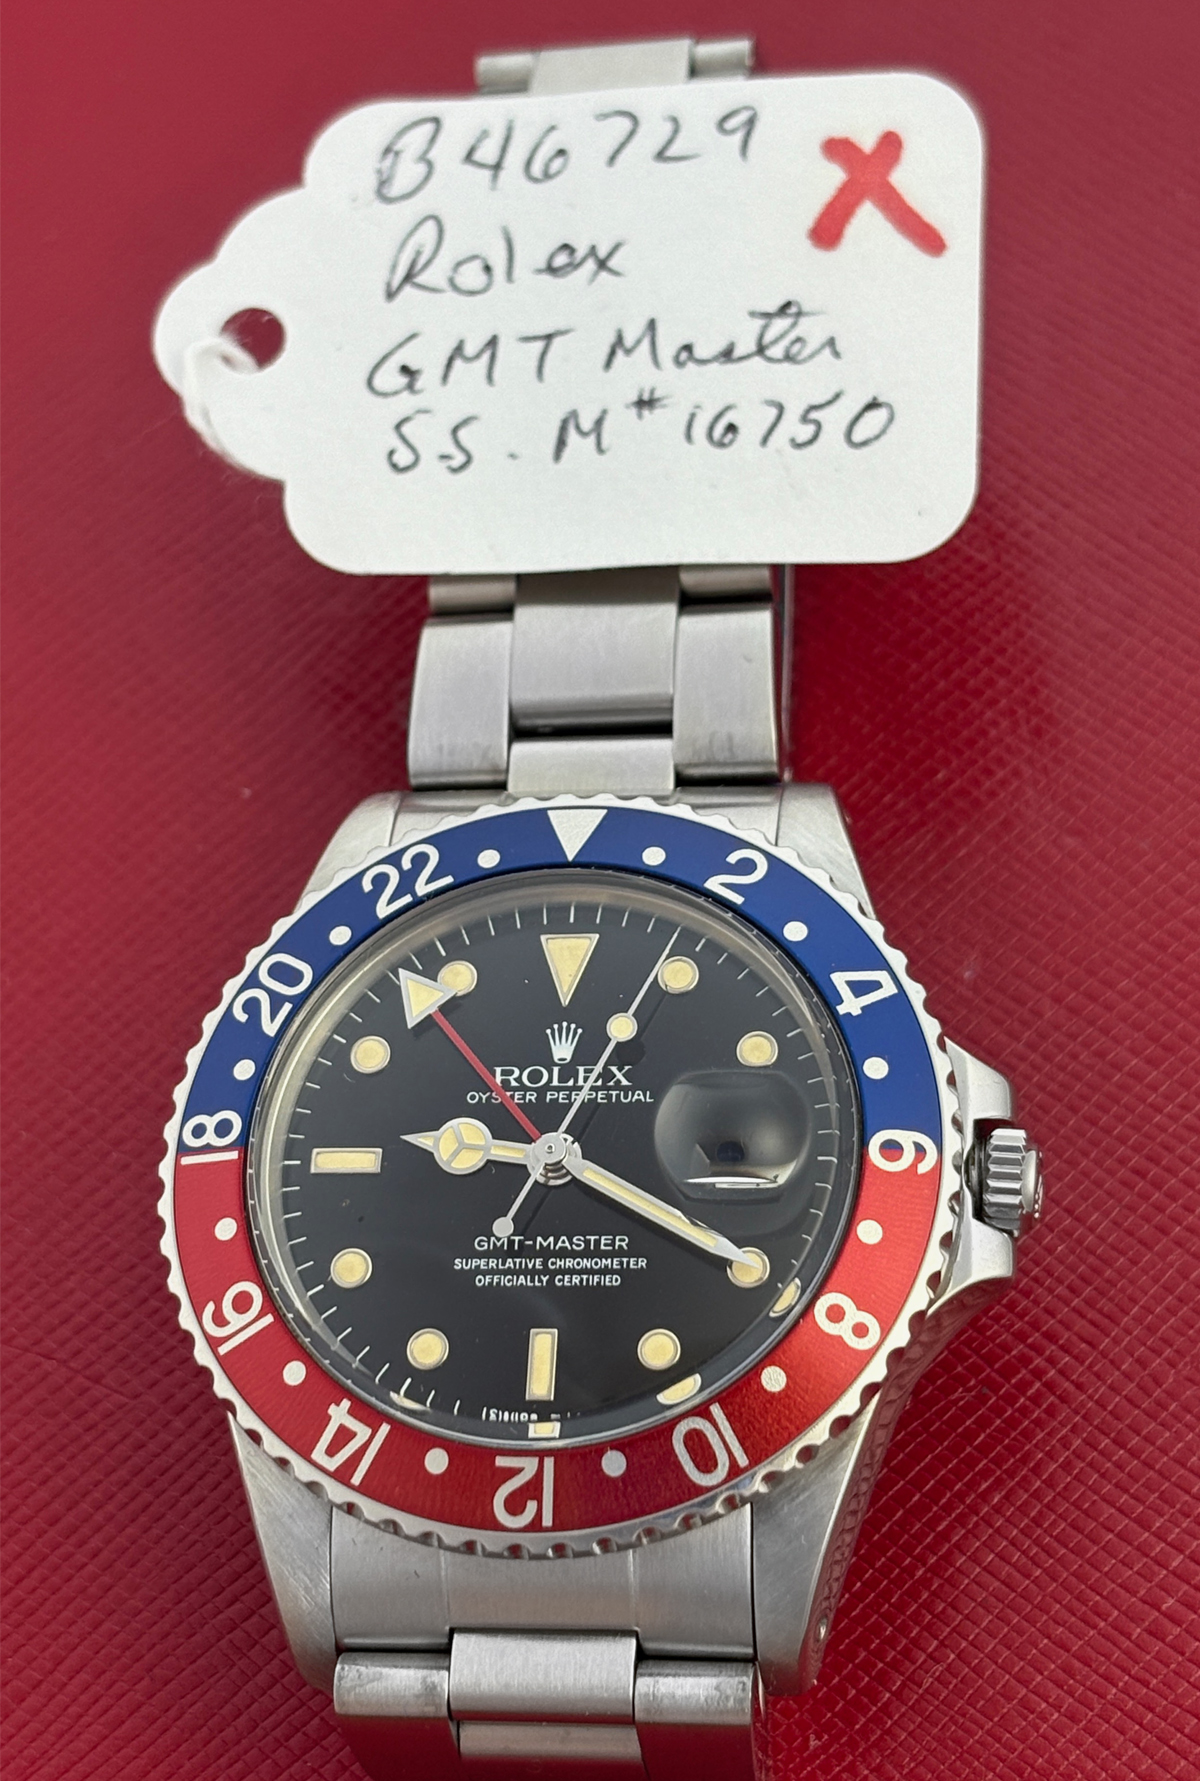 B46729
X
Rolex
GMT Master
S.S. M# 16750
22
2
20
4
18
6
16
8
14
10
12
ROLEX
OYSTER PERPETUAL
GMT-MASTER
SUPERLATIVE CHRONOMETER
OFFICIALLY CERTIFIED